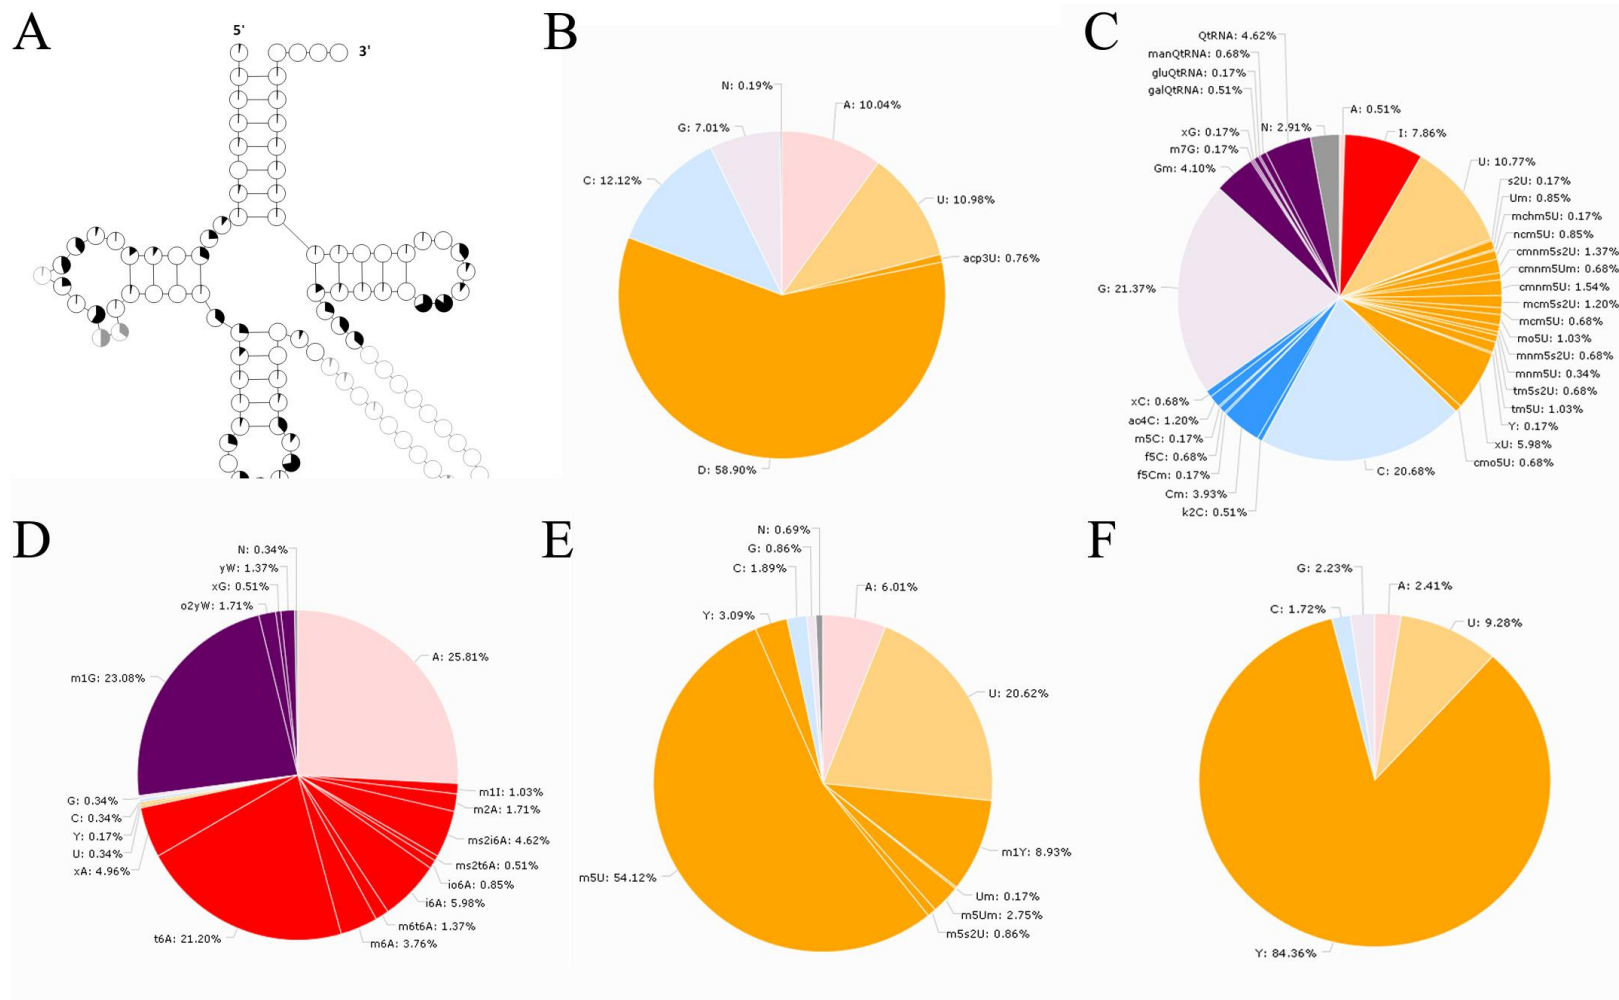 A
5'
3'
B
N: 0.19%
A: 10.04%
G: 7.01%
C: 12.12%
U: 10.98%
acp3U: 0.76%
D: 58.90%
C
QtRNA: 4.62%
manQtRNA: 0.68%
gluQtRNA: 0.17%
galQtRNA: 0.51%
xG: 0.17%
N: 2.91%
m7G: 0.17%
Gm: 4.10%
A: 0.51%
I: 7.86%
U: 10.77%
s2U: 0.17%
Um: 0.85%
mchm5U: 0.17%
ncm5U: 0.85%
cmnm5s2U: 1.37%
cmnm5Um: 0.68%
cmnm5U: 1.54%
mcm5s2U: 1.20%
mcm5U: 0.68%
mo5U: 1.03%
mnm5s2U: 0.68%
mnm5U: 0.34%
tm5s2U: 0.68%
tm5U: 1.03%
Y: 0.17%
xU: 5.98%
cmo5U: 0.68%
G: 21.37%
xC: 0.68%
ac4C: 1.20%
m5C: 0.17%
f5C: 0.68%
f5Cm: 0.17%
Cm: 3.93%
k2C: 0.51%
C: 20.68%
D
N: 0.34%
yW: 1.37%
xG: 0.51%
o2yW: 1.71%
A: 25.81%
m1G: 23.08%
G: 0.34%
C: 0.34%
Y: 0.17%
U: 0.34%
xA: 4.96%
m1I: 1.03%
m2A: 1.71%
ms2i6A: 4.62%
ms2t6A: 0.51%
io6A: 0.85%
i6A: 5.98%
m6t6A: 1.37%
m6A: 3.76%
t6A: 21.20%
E
N: 0.69%
G: 0.86%
C: 1.89%
Y: 3.09%
A: 6.01%
U: 20.62%
m1Y: 8.93%
Um: 0.17%
m5Um: 2.75%
m5s2U: 0.86%
m5U: 54.12%
F
G: 2.23%
C: 1.72%
A: 2.41%
U: 9.28%
Y: 84.36%